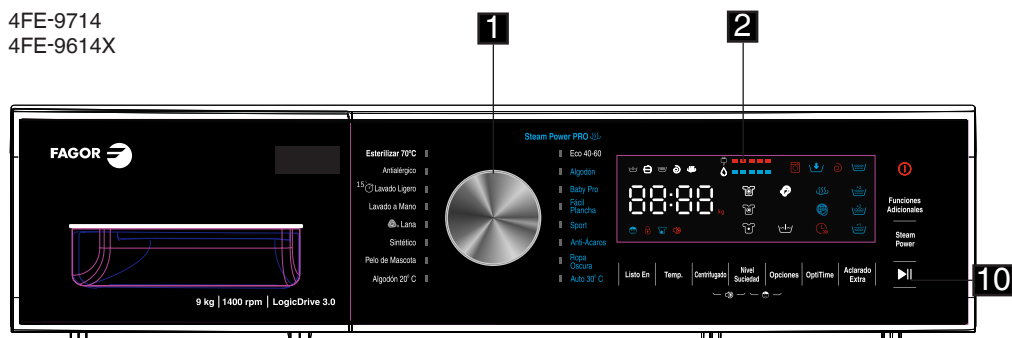 4FE-9714
4FE-9614X
1
2
FAGOR
Steam Power PRO
Esterilizar 70ºC
Antialérgico
15' Lavado Ligero
Lavado a Mano
Lana
Sintético
Pelo de Mascota
Algodón 20° C
Eco 40-60
Algodón
Baby Pro
Fácil
Plancha
Sport
Anti-Ácaros
Ropa
Oscura
Auto 30° C
88:88 kg
Funciones
Adicionales
Steam
Power
Listo En
Temp.
Centrifugado
Nivel
Suciedad
Opciones
OptiTime
Aclarado
Extra
10
9 kg | 1400 rpm | LogicDrive 3.0